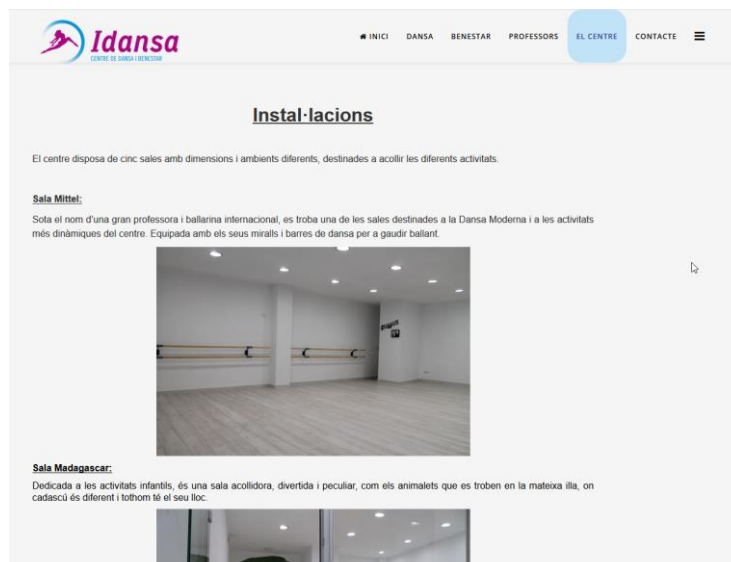 Idansa
CENTRE DE DANSA I BENESTAR
INICI DANSA BENESTAR PROFESSORS EL CENTRE CONTACTE
Instal·lacions
El centre disposa de cinc sales amb dimensions i ambients diferents, destinades a acollir les diferents activitats.
Sala Mittel:
Sota el nom d'una gran professora i ballarina internacional, es troba una de les sales destinades a la Dansa Moderna i a les activitats
més dinàmiques del centre. Equipada amb els seus miralls i barres de dansa per a gaudir ballant.
Sala Madagascar:
Dedicada a les activitats infantils, és una sala acollidora, divertida i peculiar, com els animalets que es troben en la mateixa illa, on
cadascú és diferent i tothom té el seu lloc.